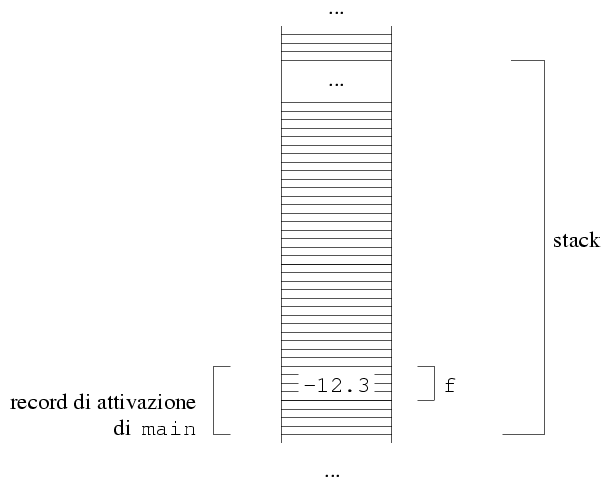 ...
...
stack
-12.3
f
record di attivazione
di main
...